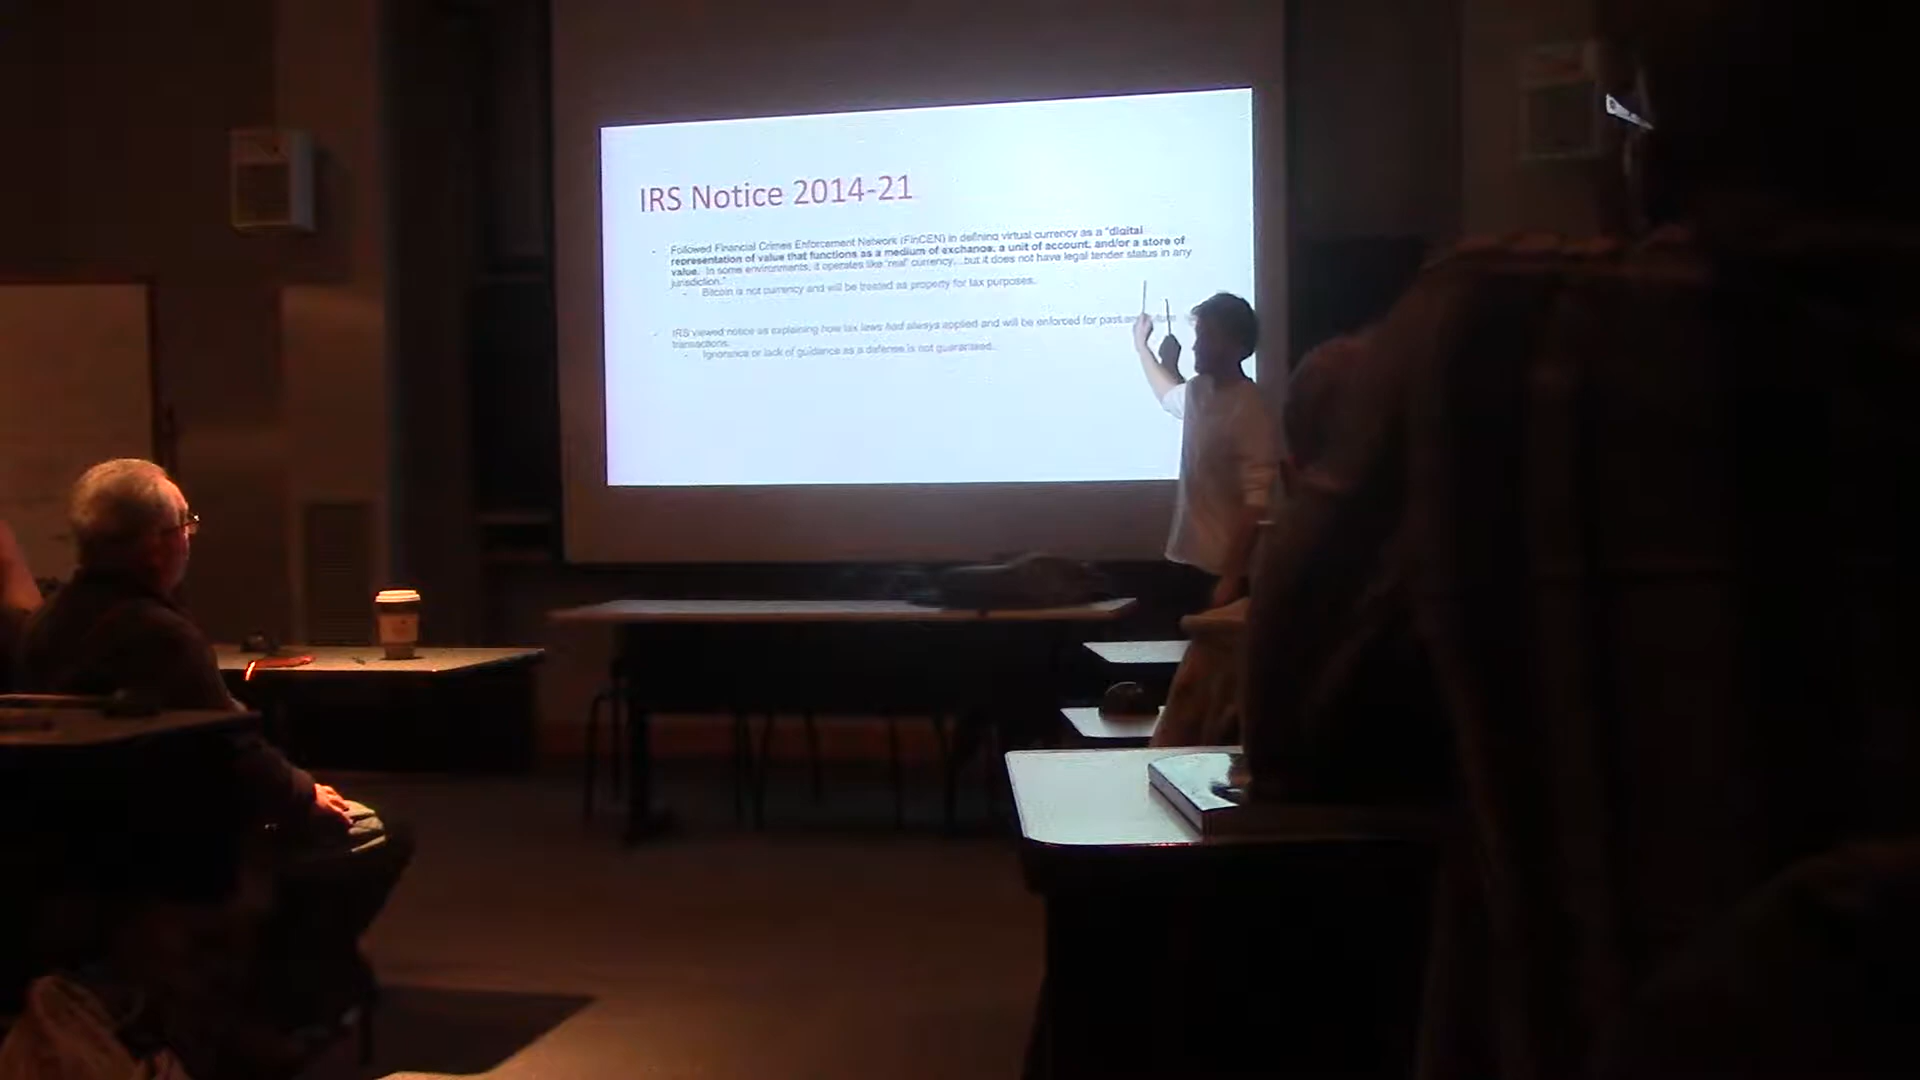 IRS Notice 2014-21
- Followed Financial Crimes Enforcement Network (FinCEN) in defining virtual currency as a "digital
representation of value that functions as a medium of exchange, a unit of account, and/or a store of
value. In some environments, it operates like "real" currency...but it does not have legal tender status in any
jurisdiction."
- Bitcoin is not currency and will be treated as property for tax purposes.
- IRS viewed notice as explaining how tax laws had always applied and will be enforced for past and future
transactions.
- Ignorance or lack of guidance as a defense is not guaranteed.